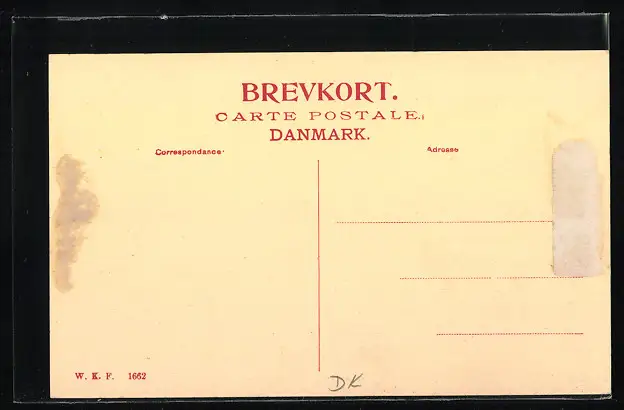 BREVKORT.
CARTE POSTALE.
DANMARK.
Correspondance
Adresse
W. K. F. 1662
DK